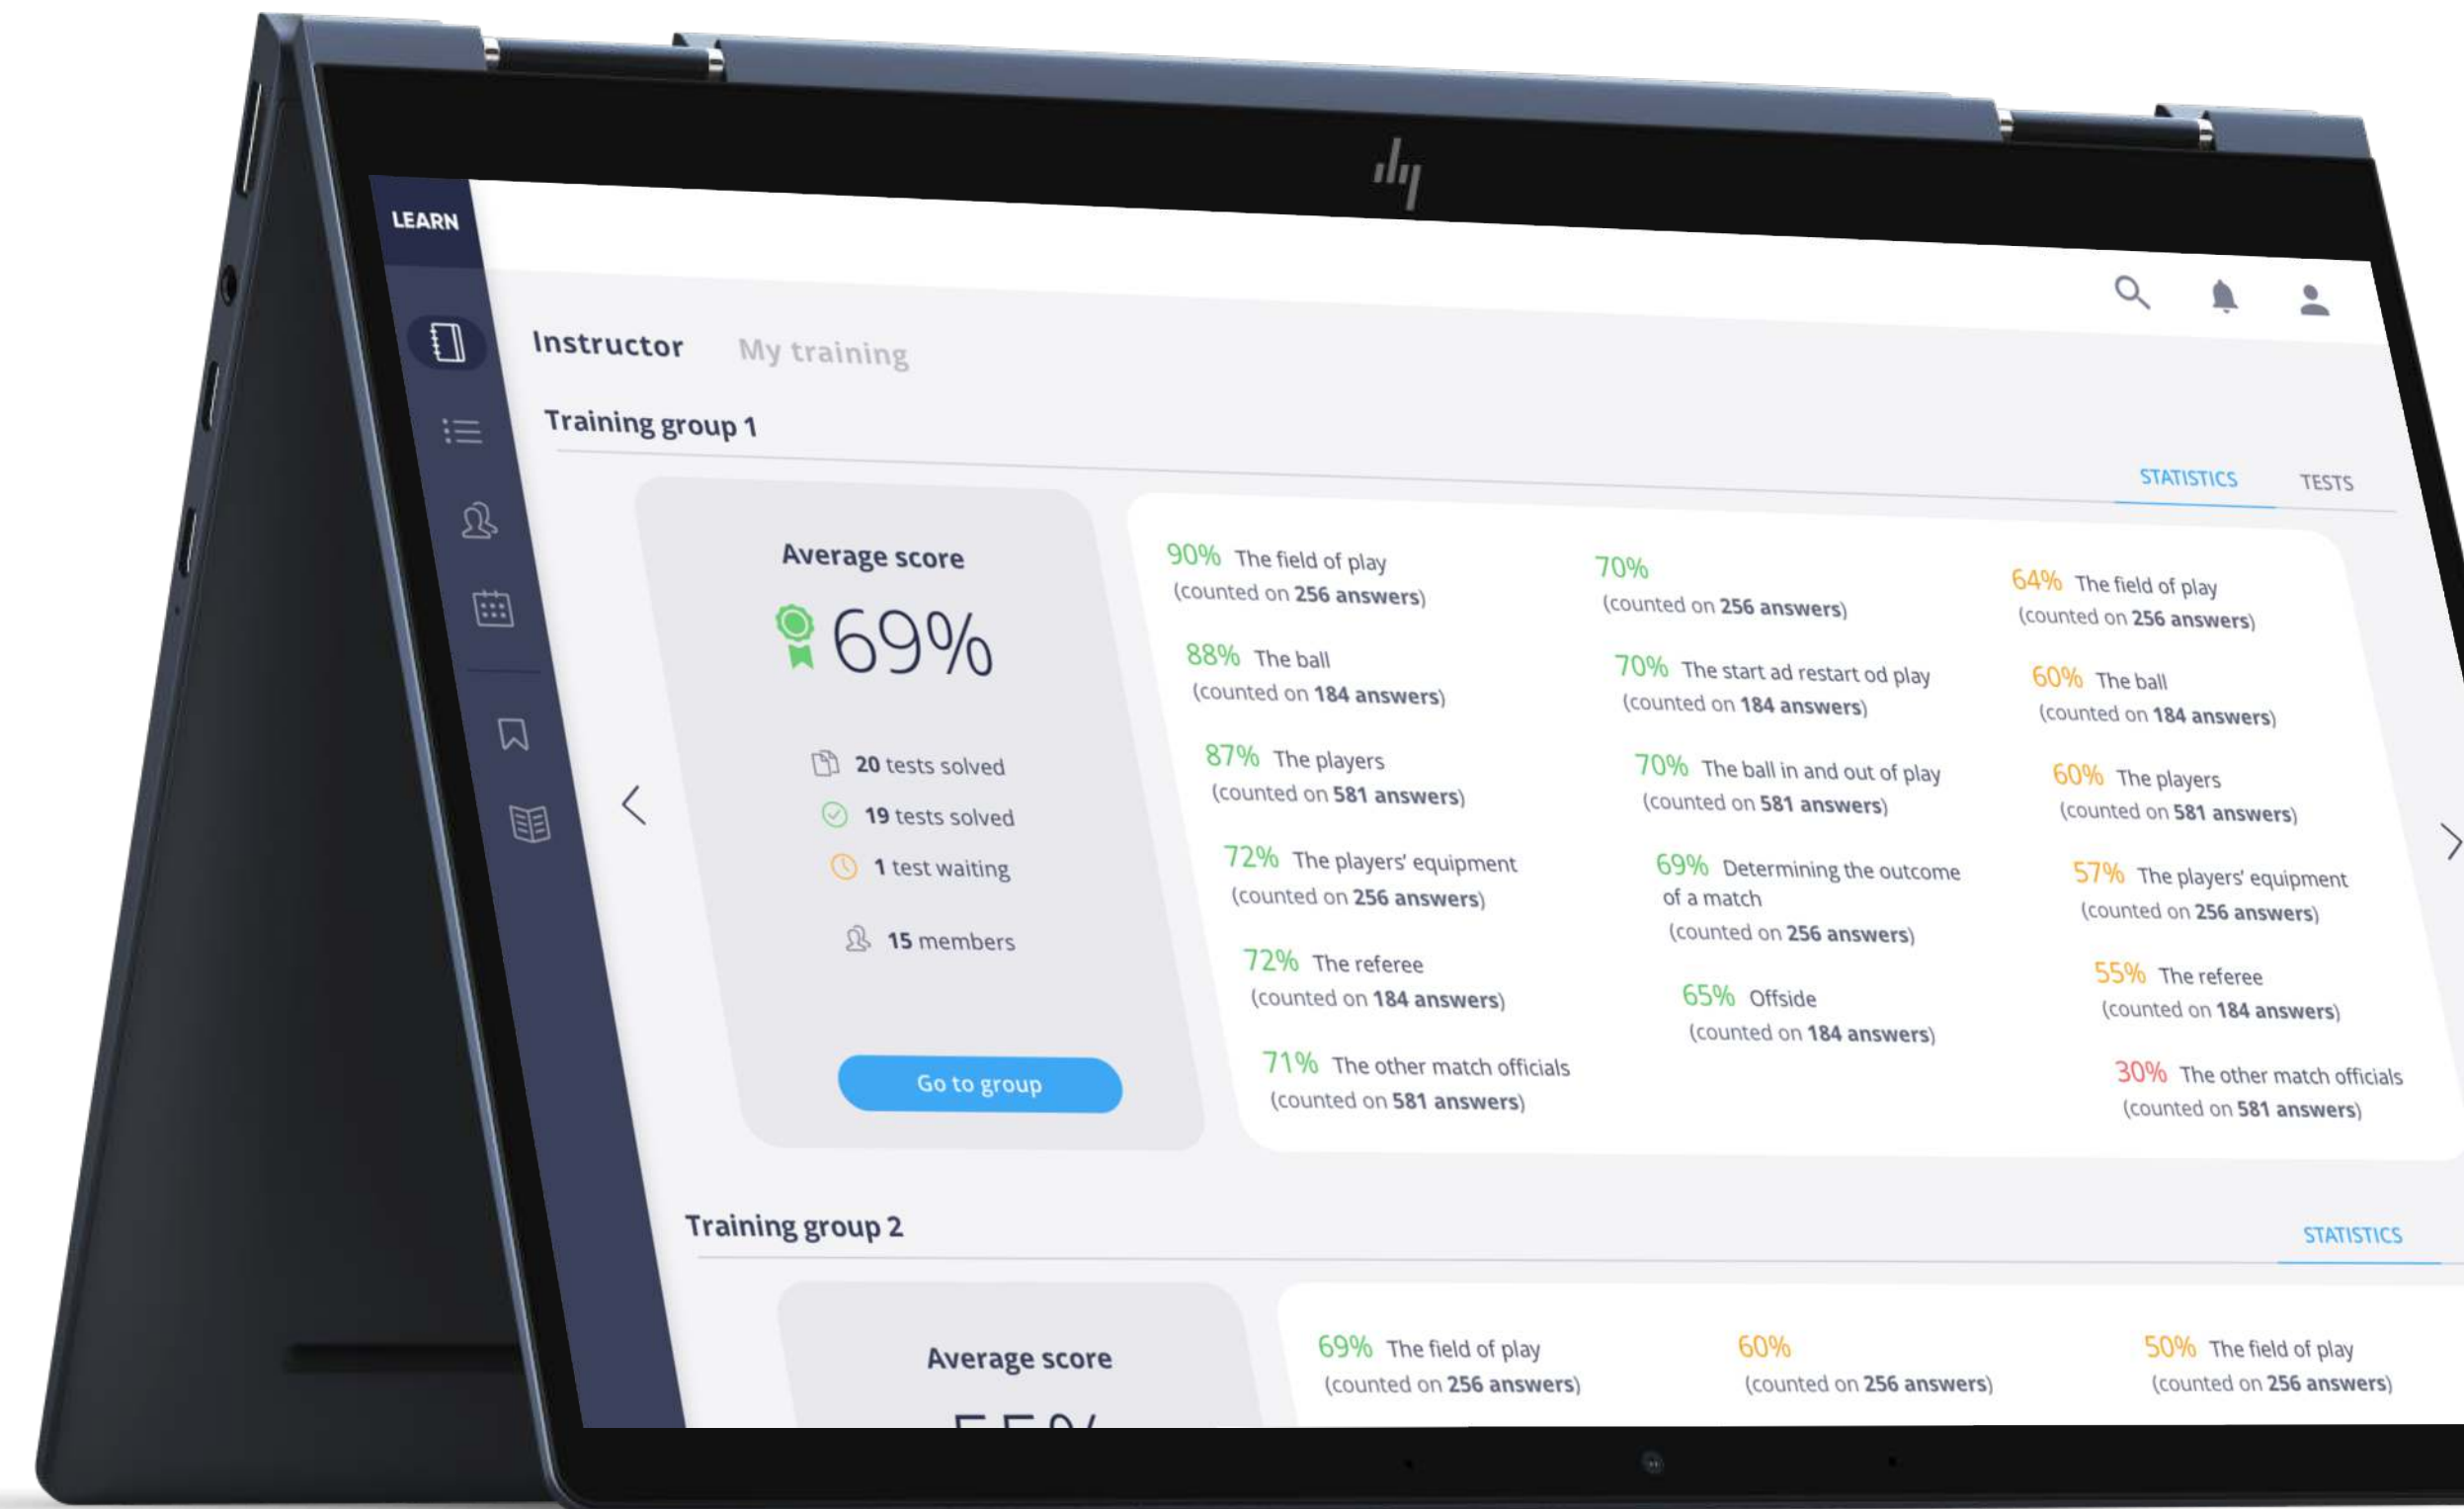 hp
LEARN
Instructor
My training
Training group 1
STATISTICS
TESTS
Average score
69%
20 tests solved
19 tests solved
1 test waiting
15 members
Go to group
90% The field of play
(counted on 256 answers)
88% The ball
(counted on 184 answers)
87% The players
(counted on 581 answers)
72% The players' equipment
(counted on 256 answers)
72% The referee
(counted on 184 answers)
71% The other match officials
(counted on 581 answers)
70%
(counted on 256 answers)
70% The start ad restart od play
(counted on 184 answers)
70% The ball in and out of play
(counted on 581 answers)
69% Determining the outcome
of a match
(counted on 256 answers)
65% Offside
(counted on 184 answers)
64% The field of play
(counted on 256 answers)
60% The ball
(counted on 184 answers)
60% The players
(counted on 581 answers)
57% The players' equipment
(counted on 256 answers)
55% The referee
(counted on 184 answers)
30% The other match officials
(counted on 581 answers)
Training group 2
STATISTICS
Average score
69% The field of play
(counted on 256 answers)
60%
(counted on 256 answers)
50% The field of play
(counted on 256 answers)